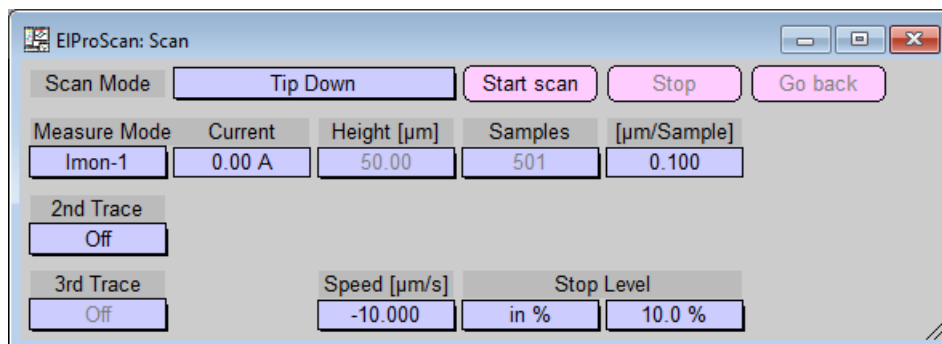 ElProScan: Scan
Scan Mode Tip Down Start scan Stop Go back
Measure Mode Current Height [µm] Samples [µm/Sample]
Imon-1 0.00 A 50.00 501 0.100
2nd Trace
Off
3rd Trace Speed [µm/s] Stop Level
Off -10.000 in % 10.0 %